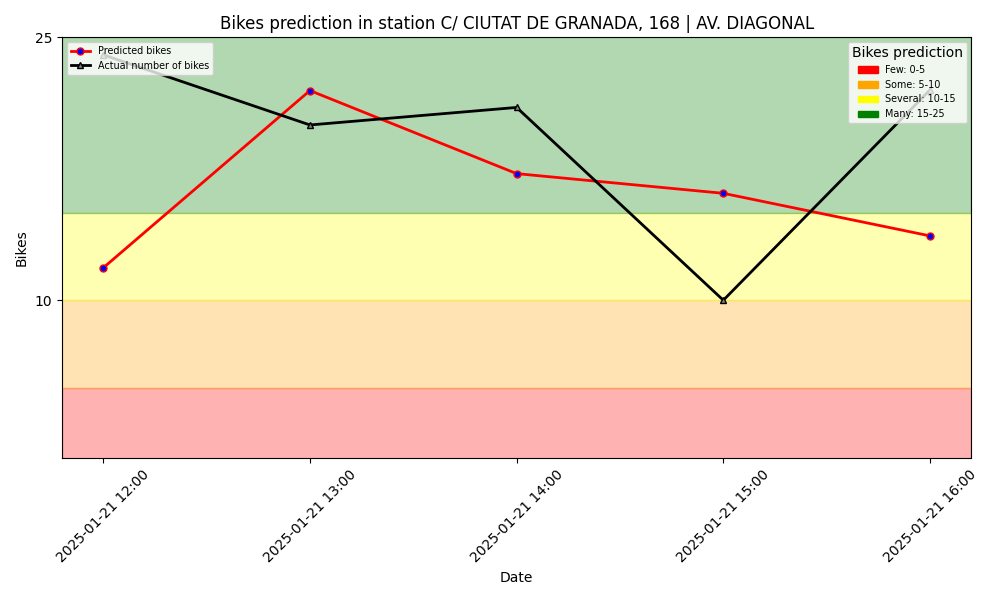 Bikes prediction in station C/ CIUTAT DE GRANADA, 168 | AV. DIAGONAL
25
Predicted bikes
Actual number of bikes
Bikes prediction
Few: 0-5
Some: 5-10
Several: 10-15
Many: 15-25
Bikes
10
2025-01-21 12:00
2025-01-21 13:00
2025-01-21 14:00
2025-01-21 15:00
2025-01-21 16:00
Date